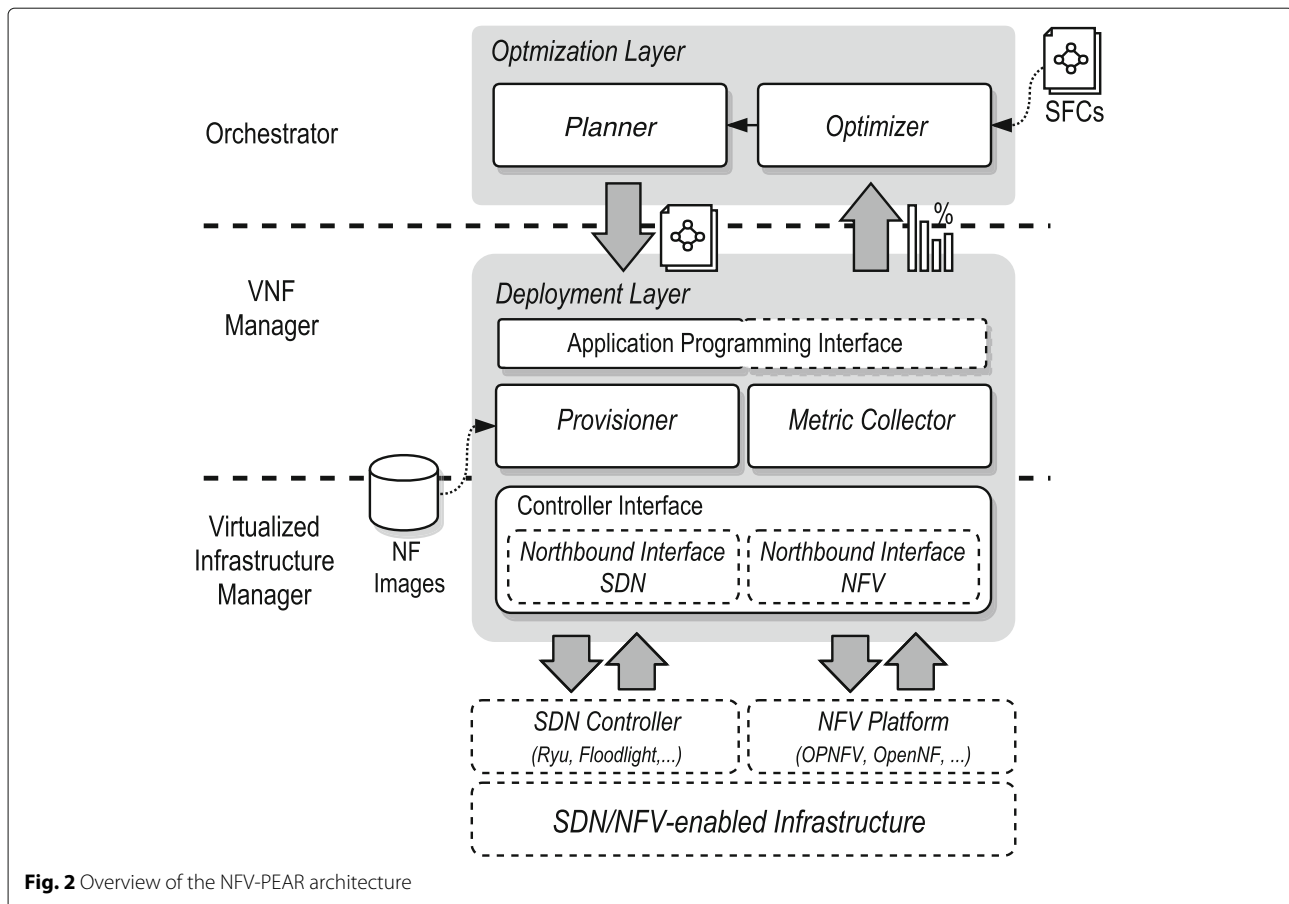 Optmization Layer
SFCs
Orchestrator
Planner
Optimizer
%
VNF
Manager
Deployment Layer
Application Programming Interface
Provisioner
Metric Collector
NF
Images
Virtualized
Infrastructure
Manager
Controller Interface
Northbound Interface
SDN
Northbound Interface
NFV
SDN Controller
(Ryu, Floodlight,...)
NFV Platform
(OPNFV, OpenNF, ...)
SDN/NFV-enabled Infrastructure
Fig. 2 Overview of the NFV-PEAR architecture